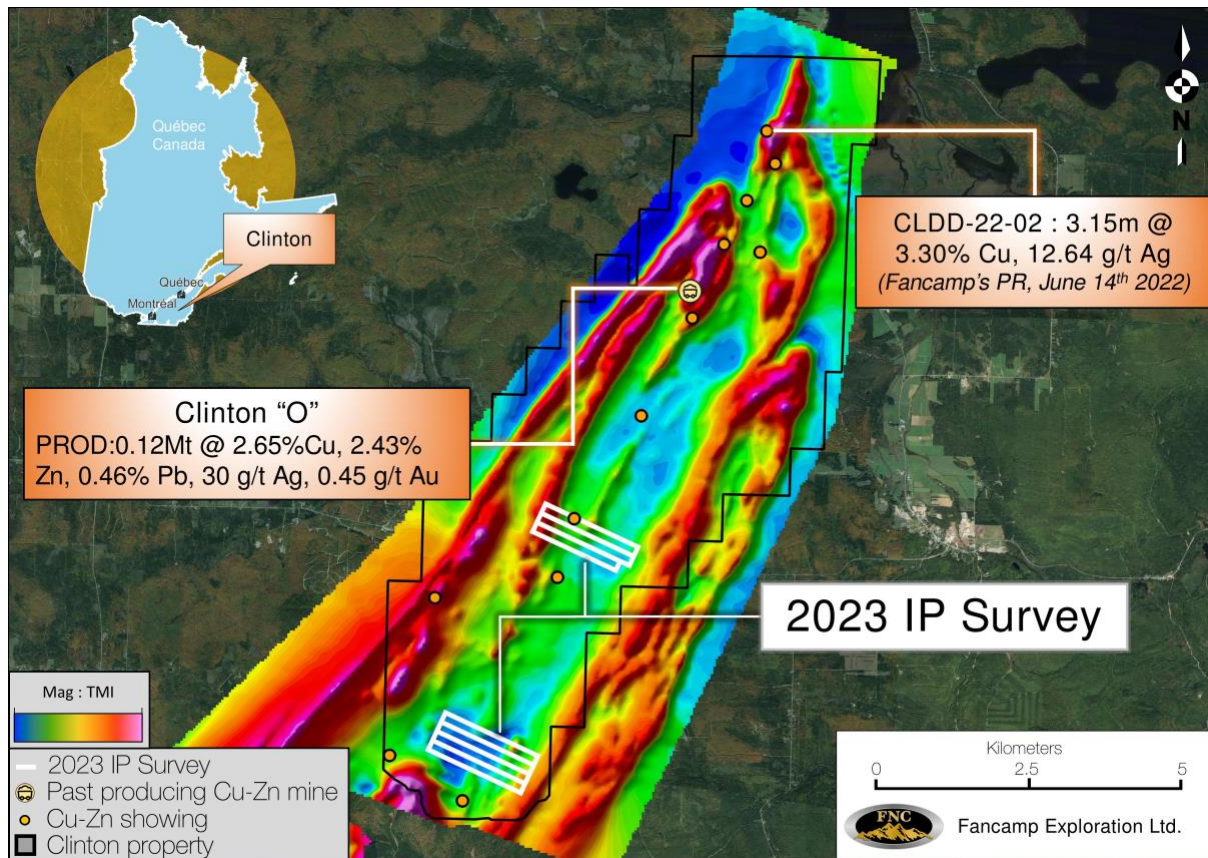 Québec
Canada
Clinton
Québec
Montréal
N
CLDD-22-02 : 3.15m @
3.30% Cu, 12.64 g/t Ag
(Fancamp's PR, June 14th 2022)
Clinton “O”
PROD:0.12Mt @ 2.65%Cu, 2.43%
Zn, 0.46% Pb, 30 g/t Ag, 0.45 g/t Au
2023 IP Survey
Mag : TMI
2023 IP Survey
Past producing Cu-Zn mine
Cu-Zn showing
Clinton property
Kilometers
0 2.5 5
FNC
Fancamp Exploration Ltd.